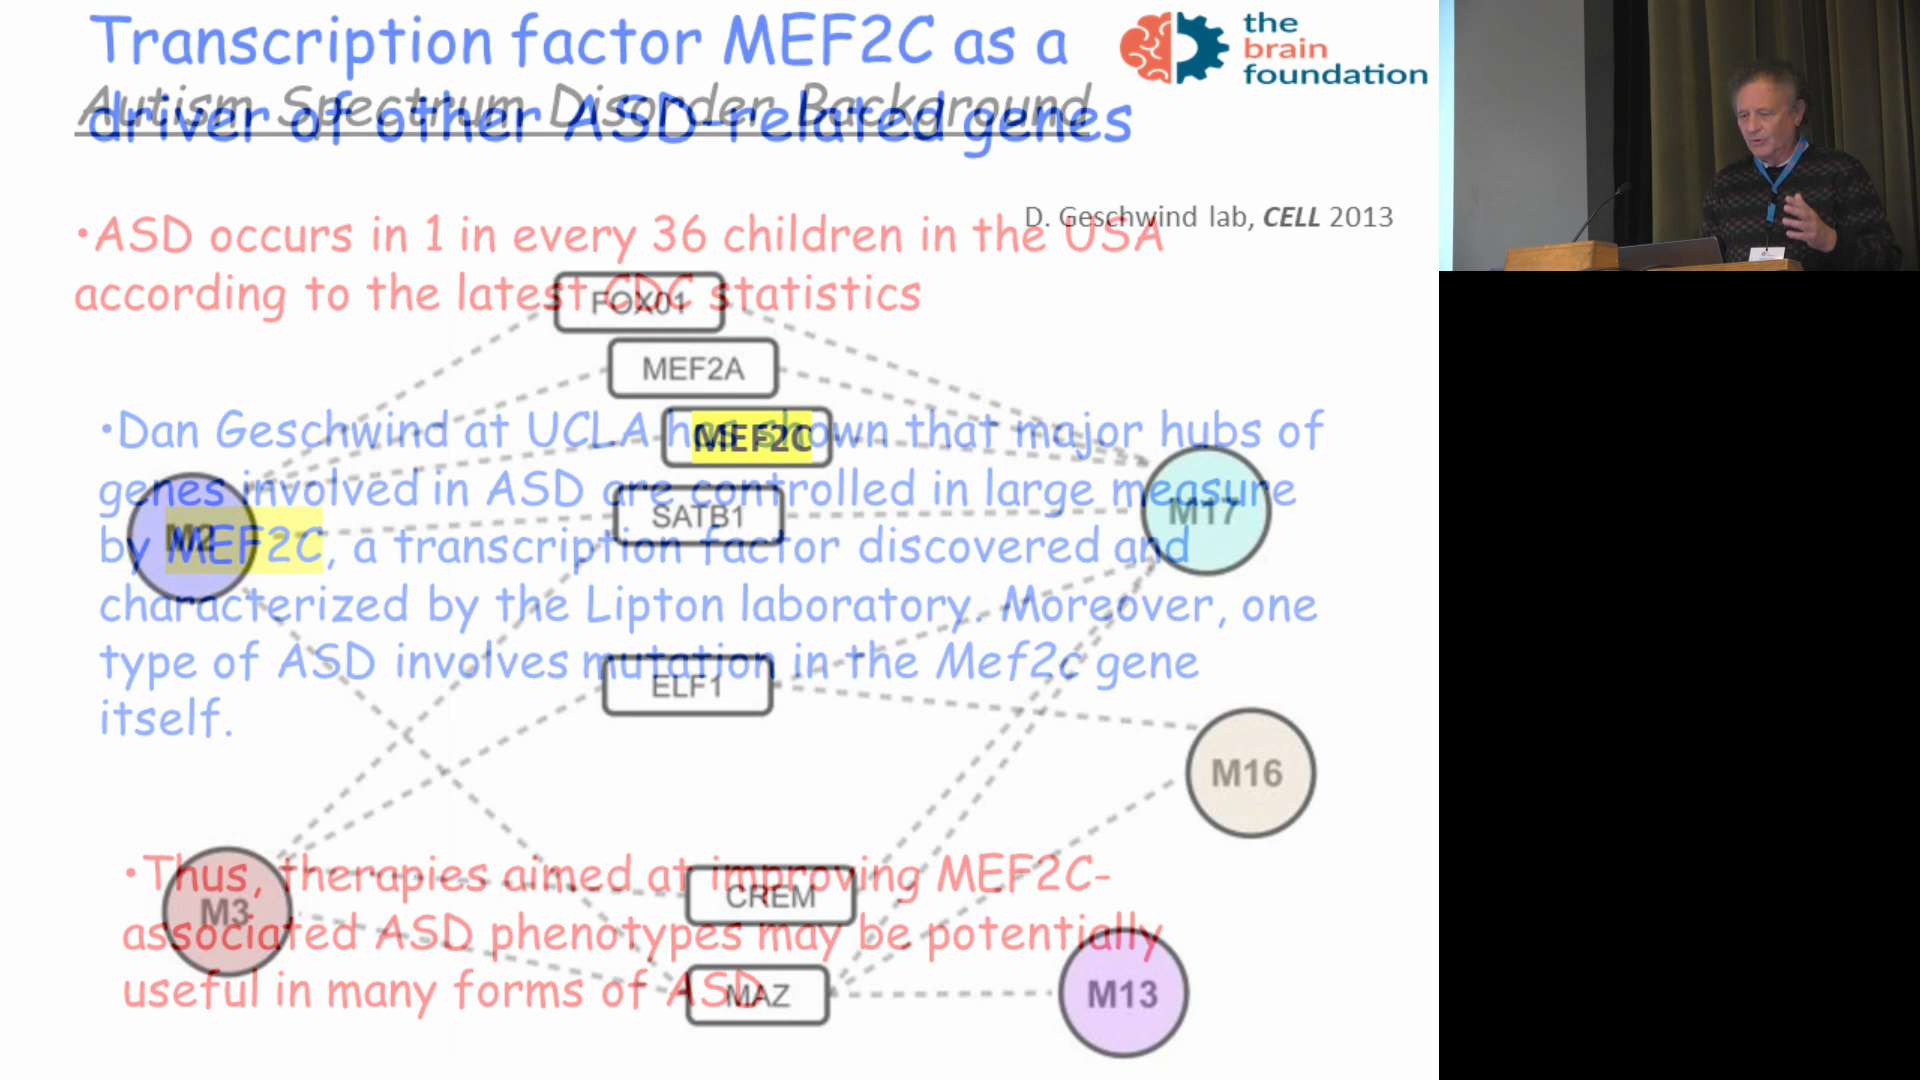 Transcription factor MEF2C as a
driver of other ASD-related genes
the
brain
foundation
Autism Spectrum Disorder Background
D. Geschwind lab, CELL 2013
•ASD occurs in 1 in every 36 children in the USA
according to the latest CDC statistics
•Dan Geschwind at UCLA has shown that major hubs of
genes involved in ASD are controlled in large measure
by MEF2C, a transcription factor discovered and
characterized by the Lipton laboratory. Moreover, one
type of ASD involves mutation in the Mef2c gene
itself.
•Thus, therapies aimed at improving MEF2C-
associated ASD phenotypes may be potentially
useful in many forms of ASD
FOXO1
MEF2A
MEF2C
SATB1
M2
M17
ELF1
M16
CREM
M3
MAZ
M13